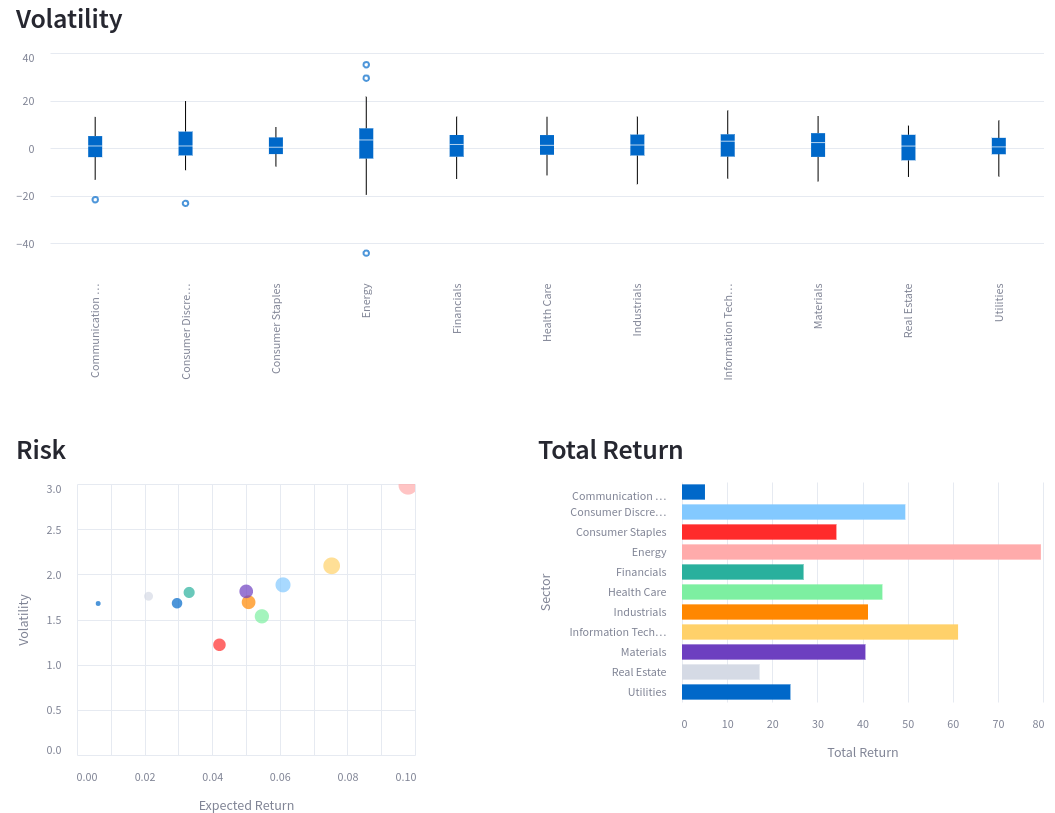 Volatility
40
20
0
−20
−40
Communication …
Consumer Discre…
Consumer Staples
Energy
Financials
Health Care
Industrials
Information Tech…
Materials
Real Estate
Utilities
Risk
3.0
2.5
2.0
1.5
1.0
0.5
0.0
Volatility
0.00 0.02 0.04 0.06 0.08 0.10
Expected Return
Total Return
Sector
Communication …
Consumer Discre…
Consumer Staples
Energy
Financials
Health Care
Industrials
Information Tech…
Materials
Real Estate
Utilities
0 10 20 30 40 50 60 70 80
Total Return